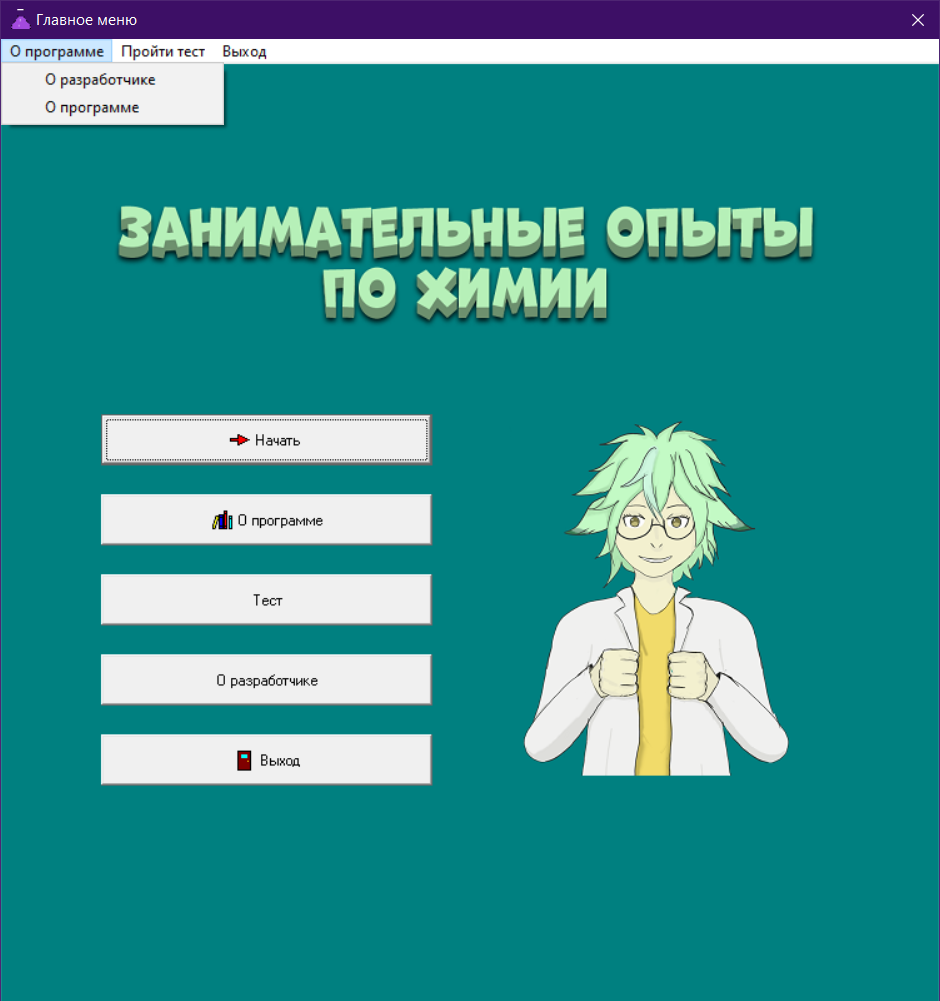 Главное меню
О программе Пройти тест Выход
О разработчике
О программе
ЗАНИМАТЕЛЬНЫЕ ОПЫТЫ
ПО ХИМИИ
Начать
О программе
Тест
О разработчике
Выход